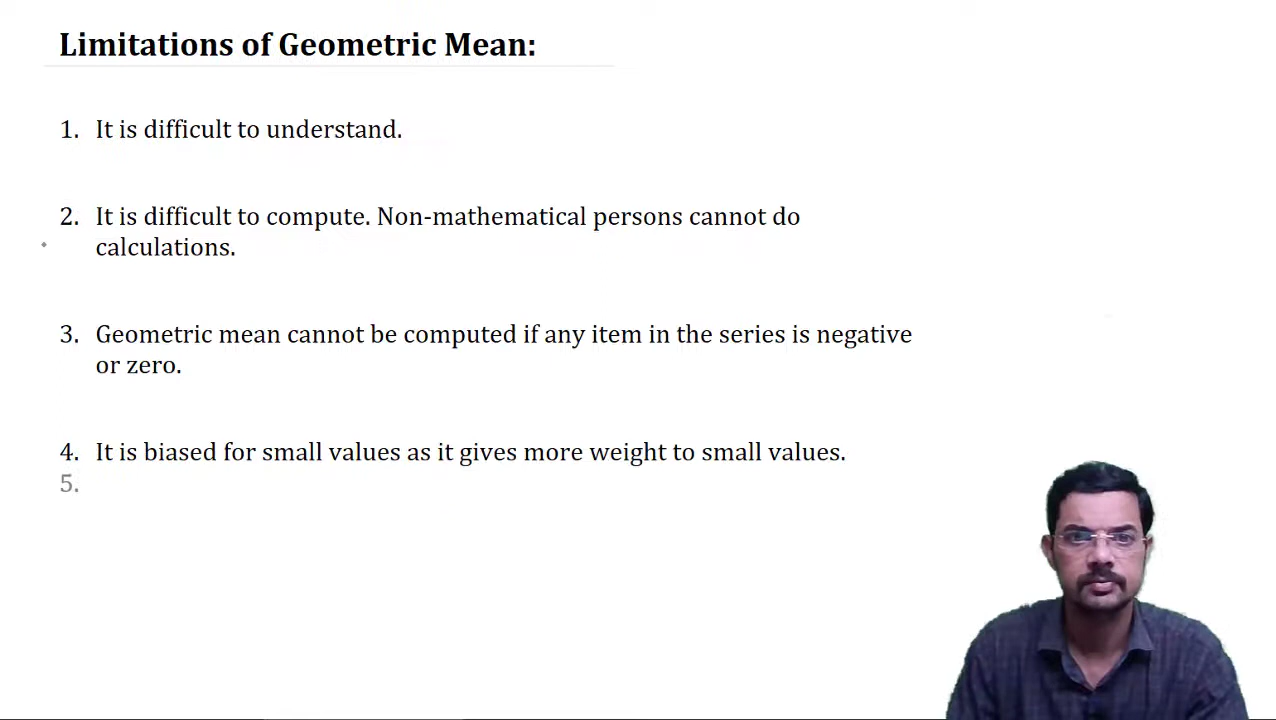 Limitations of Geometric Mean:
1. It is difficult to understand.
2. It is difficult to compute. Non-mathematical persons cannot do
calculations.
3. Geometric mean cannot be computed if any item in the series is negative
or zero.
4. It is biased for small values as it gives more weight to small values.
5.